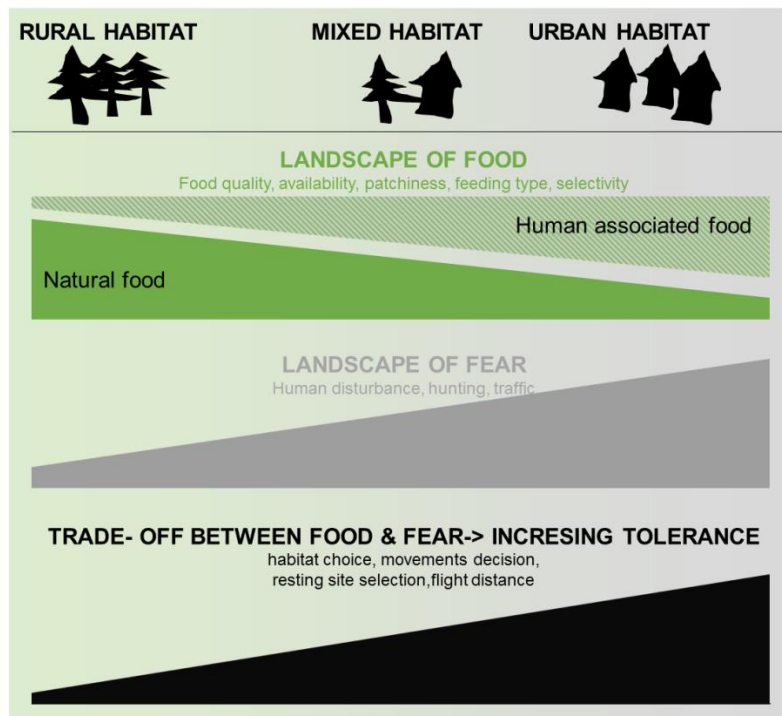 RURAL HABITAT
MIXED HABITAT
URBAN HABITAT
LANDSCAPE OF FOOD
Food quality, availability, patchiness, feeding type, selectivity
Human associated food
Natural food
LANDSCAPE OF FEAR
Human disturbance, hunting, traffic
TRADE- OFF BETWEEN FOOD & FEAR-> INCRESING TOLERANCE
habitat choice, movements decision,
resting site selection,flight distance